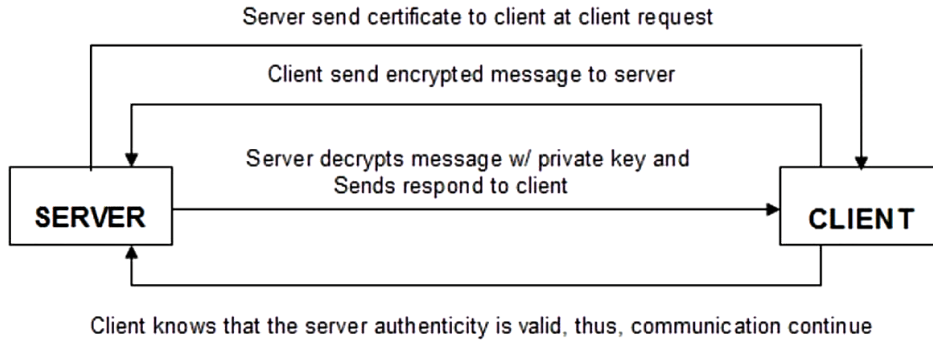 Server send certificate to client at client request
Client send encrypted message to server
Server decrypts message w/ private key and
Sends respond to client
SERVER
CLIENT
Client knows that the server authenticity is valid, thus, communication continue